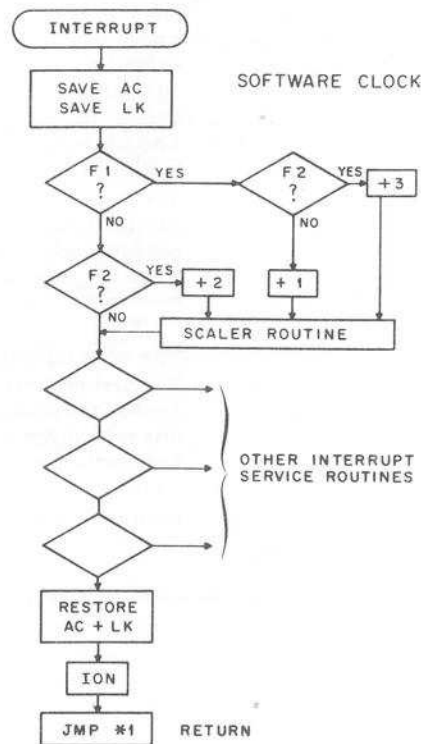 INTERRUPT
SAVE AC
SAVE LK
SOFTWARE CLOCK
F1
?
YES
NO
F2
?
YES
NO
+3
F2
?
YES
NO
+2
+1
SCALER ROUTINE
OTHER INTERRUPT
SERVICE ROUTINES
RESTORE
AC + LK
ION
JMP *1
RETURN